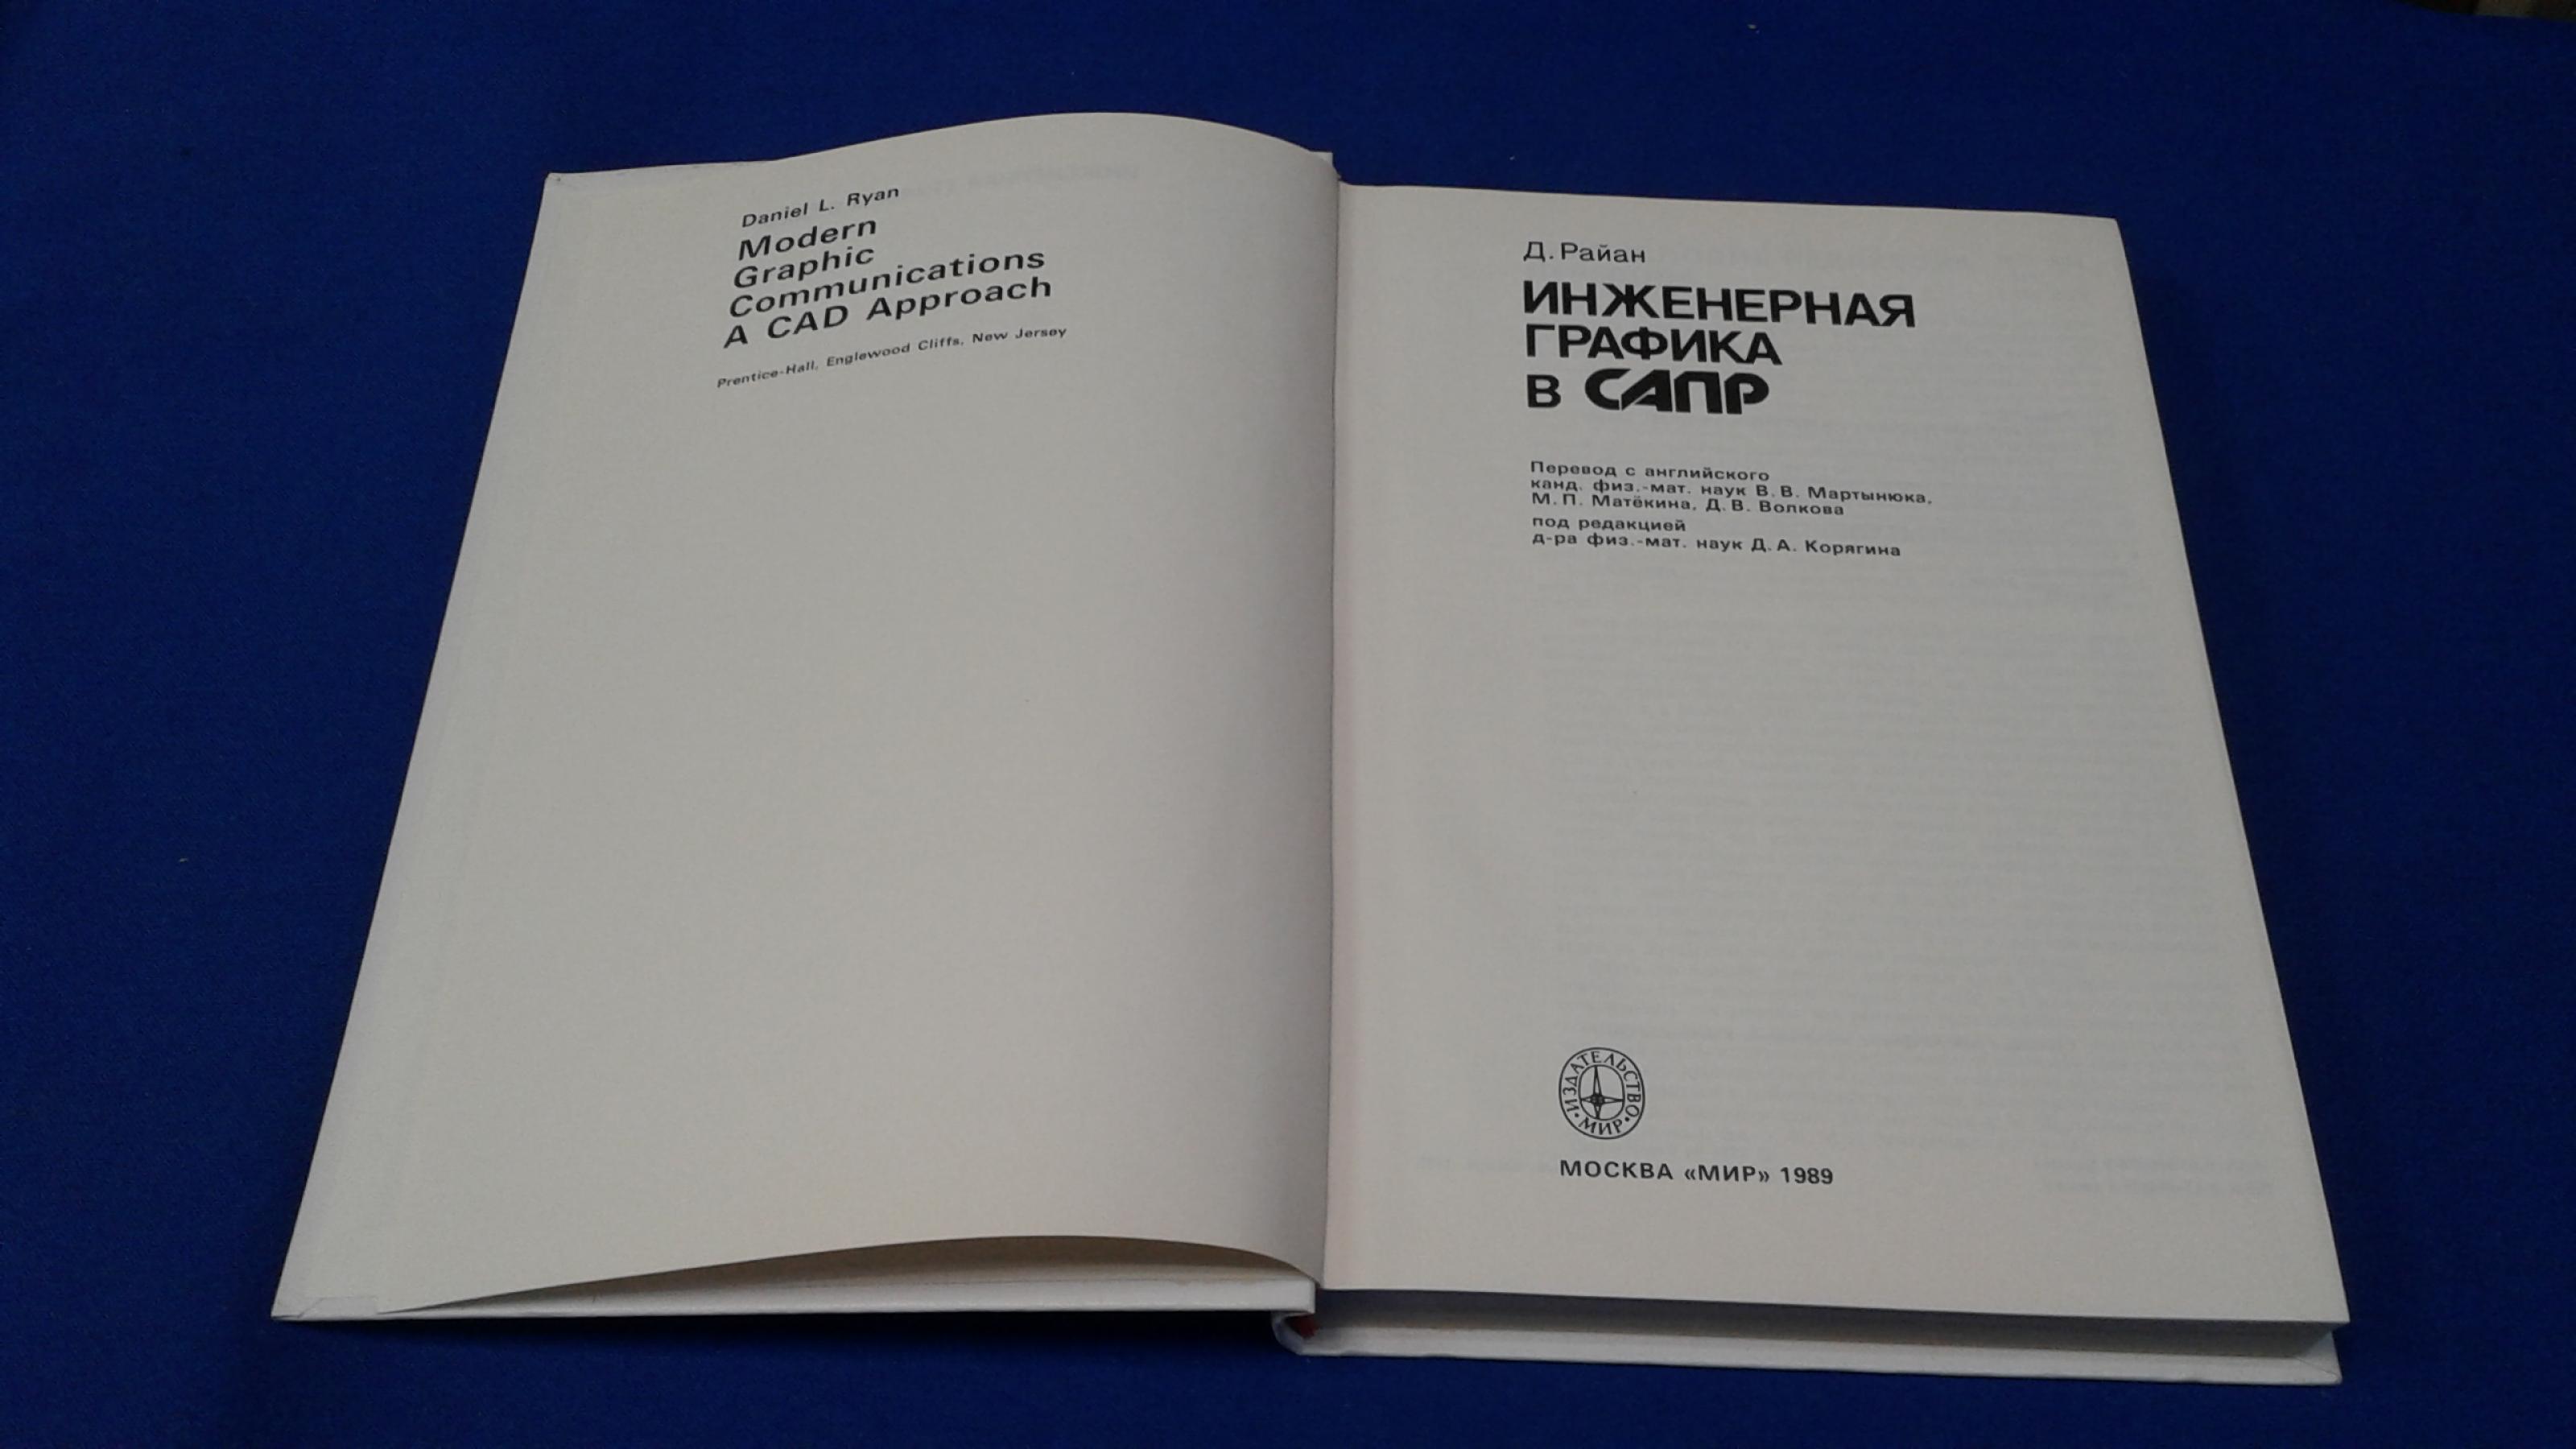 Daniel L. Ryan
Modern
Graphic
Communications
A CAD Approach
Prentice-Hall, Englewood Cliffs, New Jersey
Д. Райан
ИНЖЕНЕРНАЯ
ГРАФИКА
В САПР
Перевод с английского
канд. физ.-мат. наук В. В. Мартынюка,
М. П. Матёкина, Д. В. Волкова
под редакцией
д-ра физ.-мат. наук Д. А. Корягина
ИЗДАТЕЛЬСТВО
МИР
МОСКВА «МИР» 1989